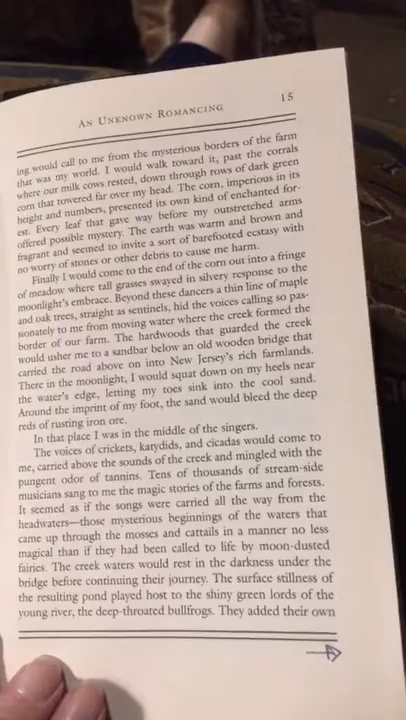 AN UNKNOWN ROMANCING 15
ing would call to me from the mysterious borders of the farm
that was my world. I would walk toward it, past the corrals
where our milk cows rested, down through rows of dark green
corn that towered far over my head. The corn, imperious in its
height and numbers, presented its own kind of enchanted for-
est. Every leaf that gave way before my outstretched arms
offered possible mystery. The earth was warm and brown and
fragrant and seemed to invite a sort of barefooted ecstasy with
no worry of stones or other debris to cause me harm.
Finally I would come to the end of the corn out into a fringe
of meadow where tall grasses swayed in silvery response to the
moonlight's embrace. Beyond these dancers a thin line of maple
and oak trees, straight as sentinels, hid the voices calling so pas-
sionately to me from moving water where the creek formed the
border of our farm. The hardwoods that guarded the creek
would usher me to a sandbar below an old wooden bridge that
carried the road above on into New Jersey's rich farmlands.
There in the moonlight, I would squat down on my heels near
the water's edge, letting my toes sink into the cool sand.
Around the imprint of my foot, the sand would bleed the deep
reds of rusting iron ore.
In that place I was in the middle of the singers.
The voices of crickets, katydids, and cicadas would come to
me, carried above the sounds of the creek and mingled with the
pungent odor of tannins. Tens of thousands of stream-side
musicians sang to me the magic stories of the farms and forests.
It seemed as if the songs were carried all the way from the
headwaters—those mysterious beginnings of the waters that
came up through the mosses and cattails in a manner no less
magical than if they had been called to life by moon-dusted
fairies. The creek waters would rest in the darkness under the
bridge before continuing their journey. The surface stillness of
the resulting pond played host to the shiny green lords of the
young river, the deep-throated bullfrogs. They added their own